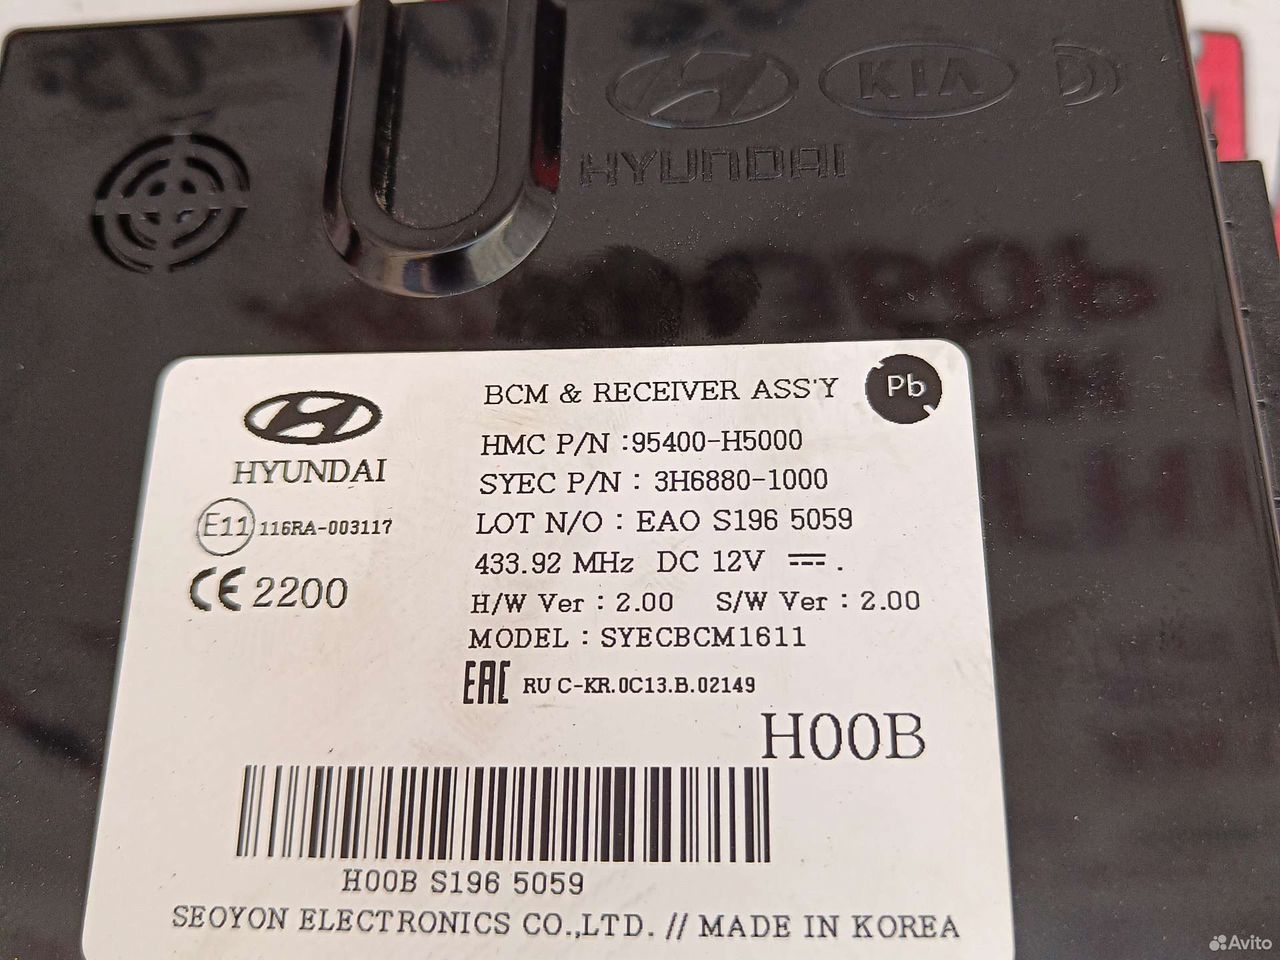 KIA
HYUNDAI
BCM & RECEIVER ASS'Y
Pb
HMC P/N :95400-H5000
HYUNDAI
SYEC P/N : 3H6880-1000
E11 116RA-003117
LOT N/O : EAO S196 5059
433.92 MHz DC 12V
CE 2200
H/W Ver : 2.00 S/W Ver : 2.00
MODEL : SYECBCM1611
EAC RU C-KR.0C13.B.02149
H00B
H00B S196 5059
SEOYON ELECTRONICS CO.,LTD. // MADE IN KOREA
Avito